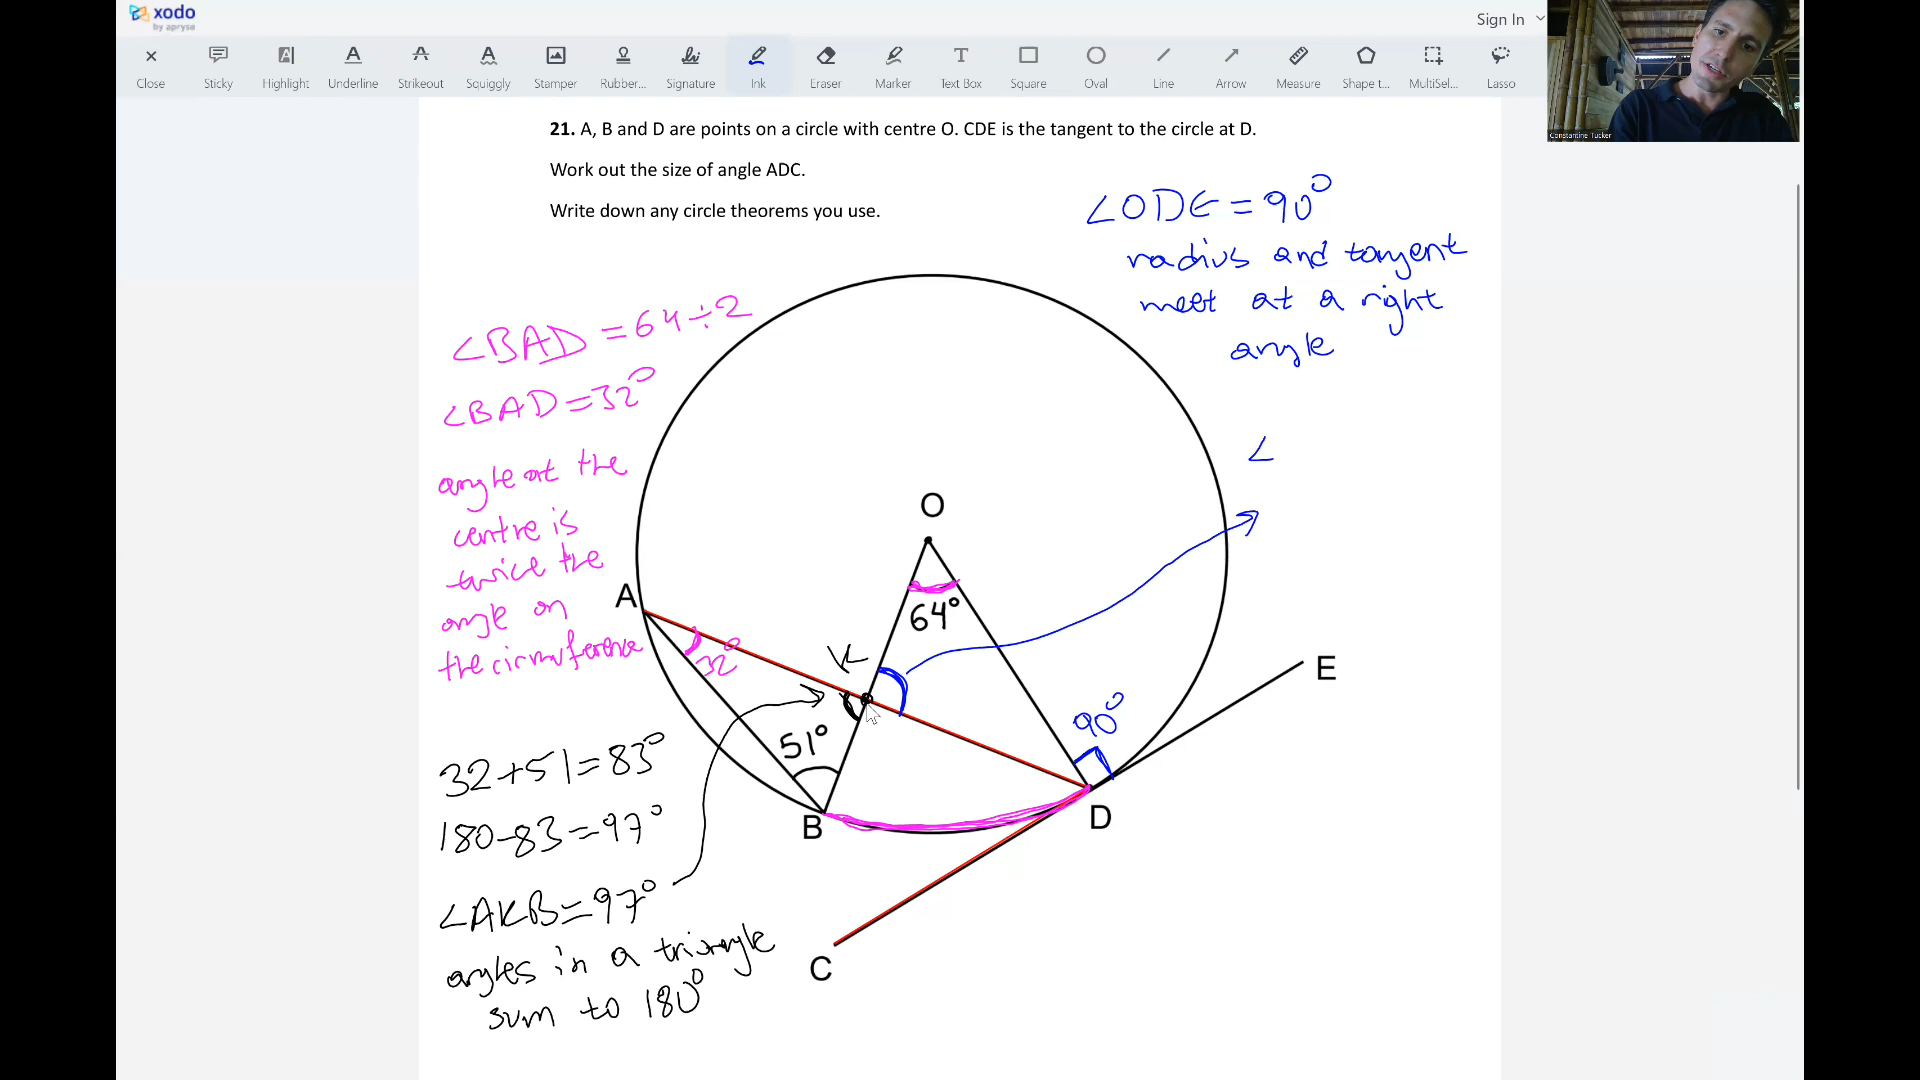 xodo
by apryse
Sign In
Close
Sticky
Highlight
Underline
Strikeout
Squiggly
Stamper
Rubber...
Signature
Ink
Eraser
Marker
Text Box
Square
Oval
Line
Arrow
Measure
Shape t...
MultiSel...
Lasso
Constantine Tucker
21. A, B and D are points on a circle with centre O. CDE is the tangent to the circle at D.
Work out the size of angle ADC.
Write down any circle theorems you use.
∠ODE = 90°
radius and tangent
meet at a right
angle
∠BAD = 64÷2
∠BAD = 32°
angle at the
centre is
twice the
angle on
the circumference
∠
O
64°
A
32°
K
51°
90°
E
B
D
C
32+51=83°
180-83=97°
∠AKB=97°
angles in a triangle
sum to 180°